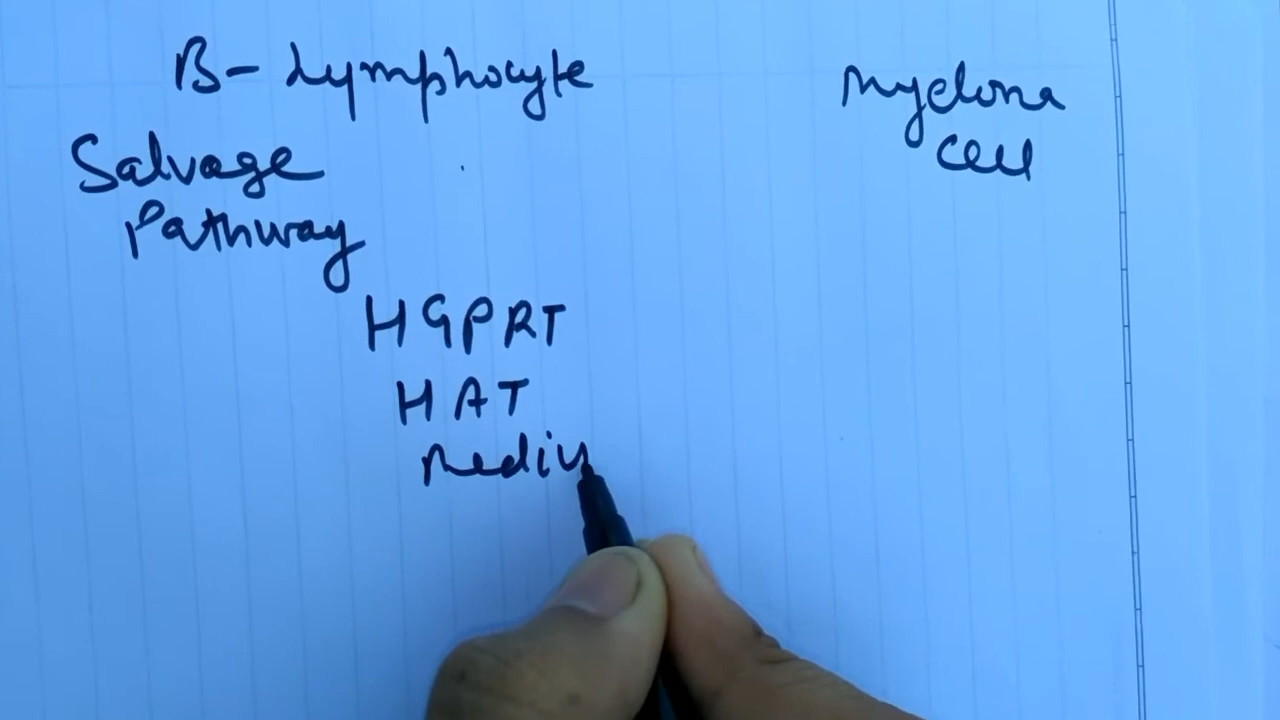 B-Lymphocyte
Myeloma
Cell
Salvage
Pathway
HGPRT
HAT
Mediu